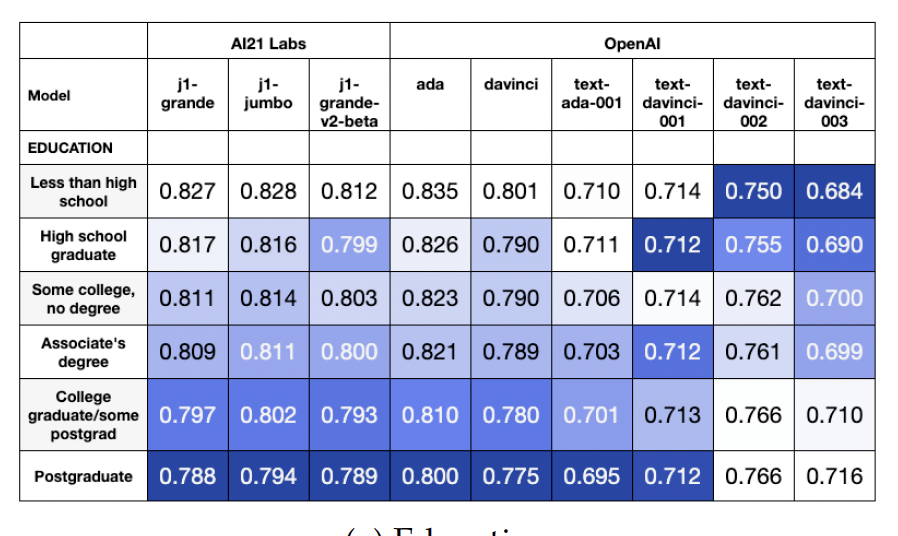 AI21 Labs OpenAI
Model j1-grande j1-jumbo j1-grande-v2-beta ada davinci text-ada-001 text-davinci-001 text-davinci-002 text-davinci-003
EDUCATION
Less than high school 0.827 0.828 0.812 0.835 0.801 0.710 0.714 0.750 0.684
High school graduate 0.817 0.816 0.799 0.826 0.790 0.711 0.712 0.755 0.690
Some college, no degree 0.811 0.814 0.803 0.823 0.790 0.706 0.714 0.762 0.700
Associate's degree 0.809 0.811 0.800 0.821 0.789 0.703 0.712 0.761 0.699
College graduate/some postgrad 0.797 0.802 0.793 0.810 0.780 0.701 0.713 0.766 0.710
Postgraduate 0.788 0.794 0.789 0.800 0.775 0.695 0.712 0.766 0.716